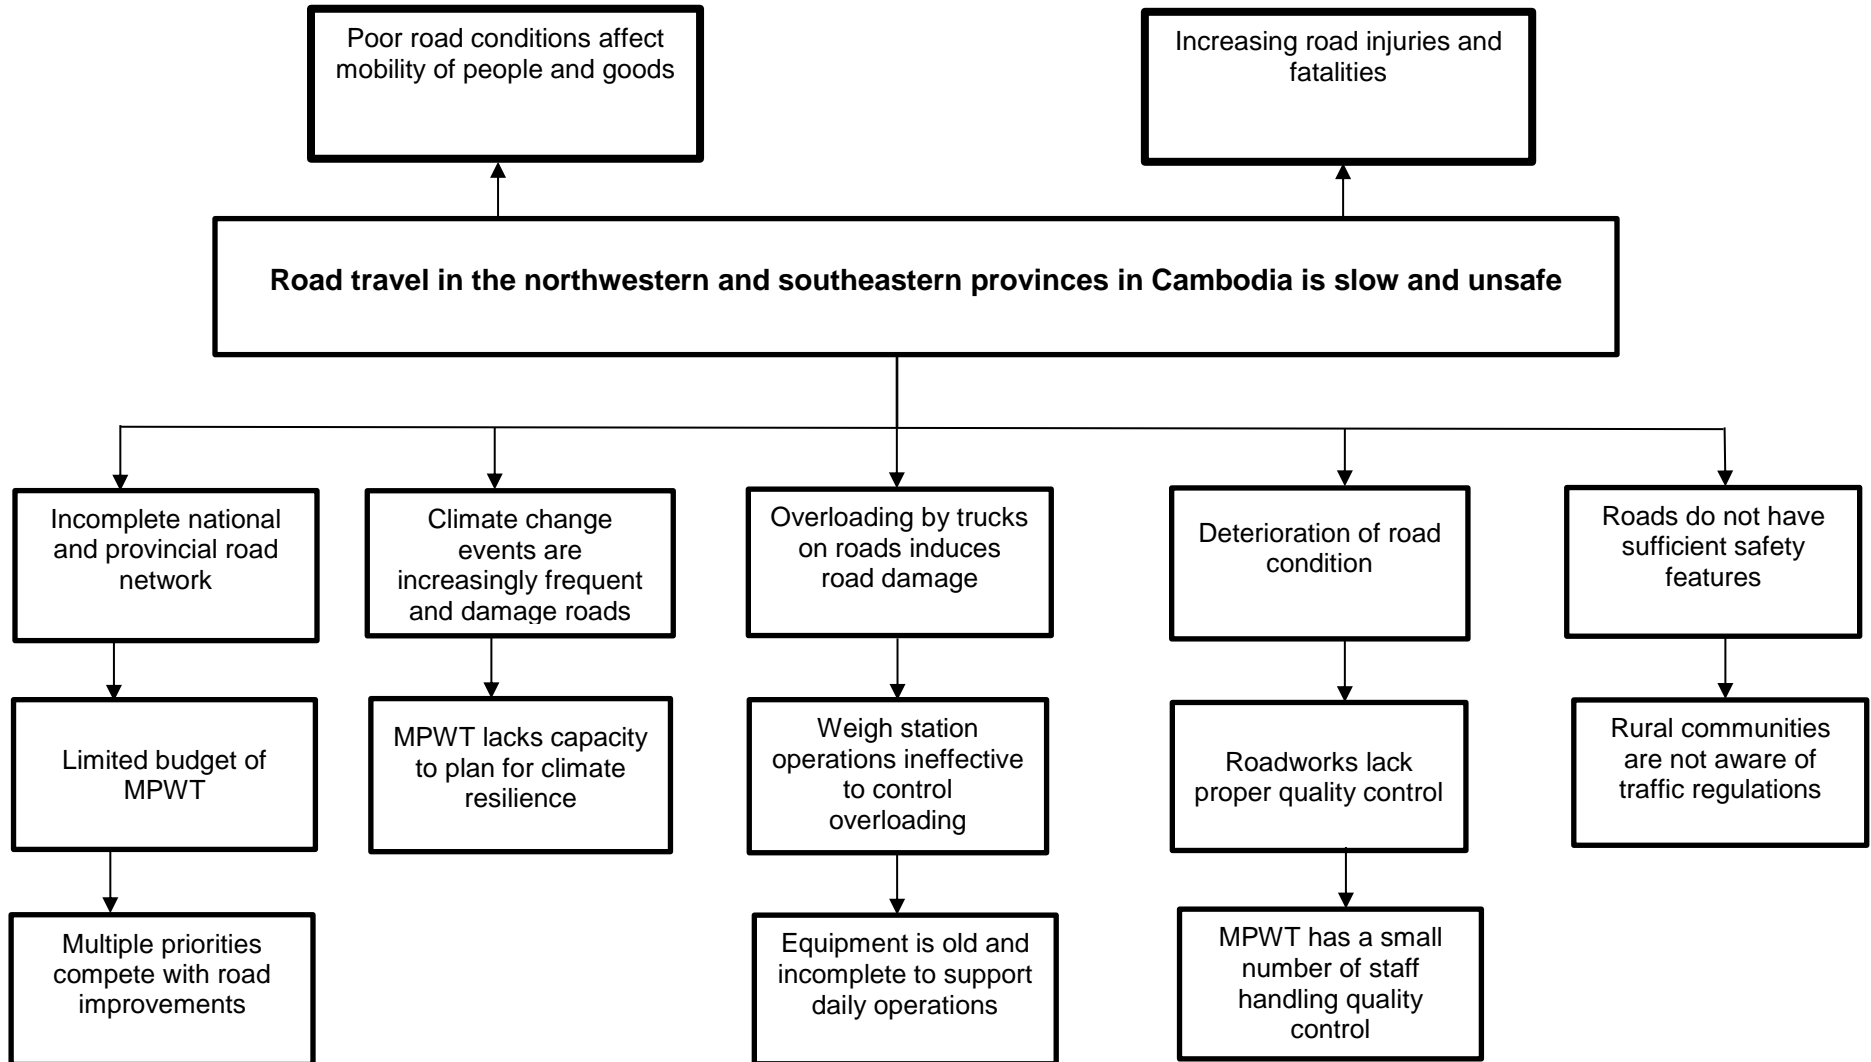 Poor road conditions affect
mobility of people and goods
Increasing road injuries and
fatalities
Road travel in the northwestern and southeastern provinces in Cambodia is slow and unsafe
Incomplete national
and provincial road
network
Climate change
events are
increasingly frequent
and damage roads
Overloading by trucks
on roads induces
road damage
Deterioration of road
condition
Roads do not have
sufficient safety
features
Limited budget of
MPWT
MPWT lacks capacity
to plan for climate
resilience
Weigh station
operations ineffective
to control
overloading
Roadworks lack
proper quality control
Rural communities
are not aware of
traffic regulations
Multiple priorities
compete with road
improvements
Equipment is old and
incomplete to support
daily operations
MPWT has a small
number of staff
handling quality
control